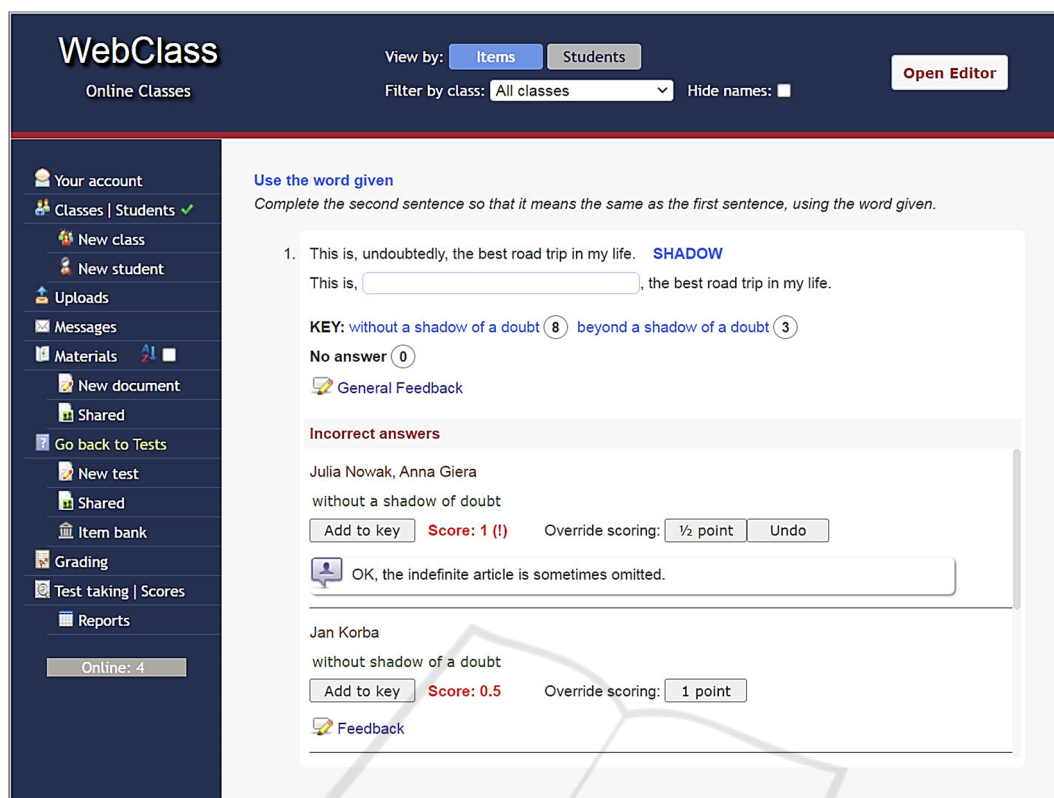 WebClass
Online Classes
View by: Items Students
Filter by class: All classes Hide names:
Open Editor
Your account
Classes | Students
New class
New student
Uploads
Messages
Materials AZ
New document
Shared
Go back to Tests
New test
Shared
Item bank
Grading
Test taking | Scores
Reports
Online: 4
Use the word given
Complete the second sentence so that it means the same as the first sentence, using the word given.
1. This is, undoubtedly, the best road trip in my life. SHADOW
This is, , the best road trip in my life.
KEY: without a shadow of a doubt 8 beyond a shadow of a doubt 3
No answer 0
General Feedback
Incorrect answers
Julia Nowak, Anna Giera
without a shadow of doubt
Add to key Score: 1 (!) Override scoring: ½ point Undo
OK, the indefinite article is sometimes omitted.
Jan Korba
without shadow of a doubt
Add to key Score: 0.5 Override scoring: 1 point
Feedback